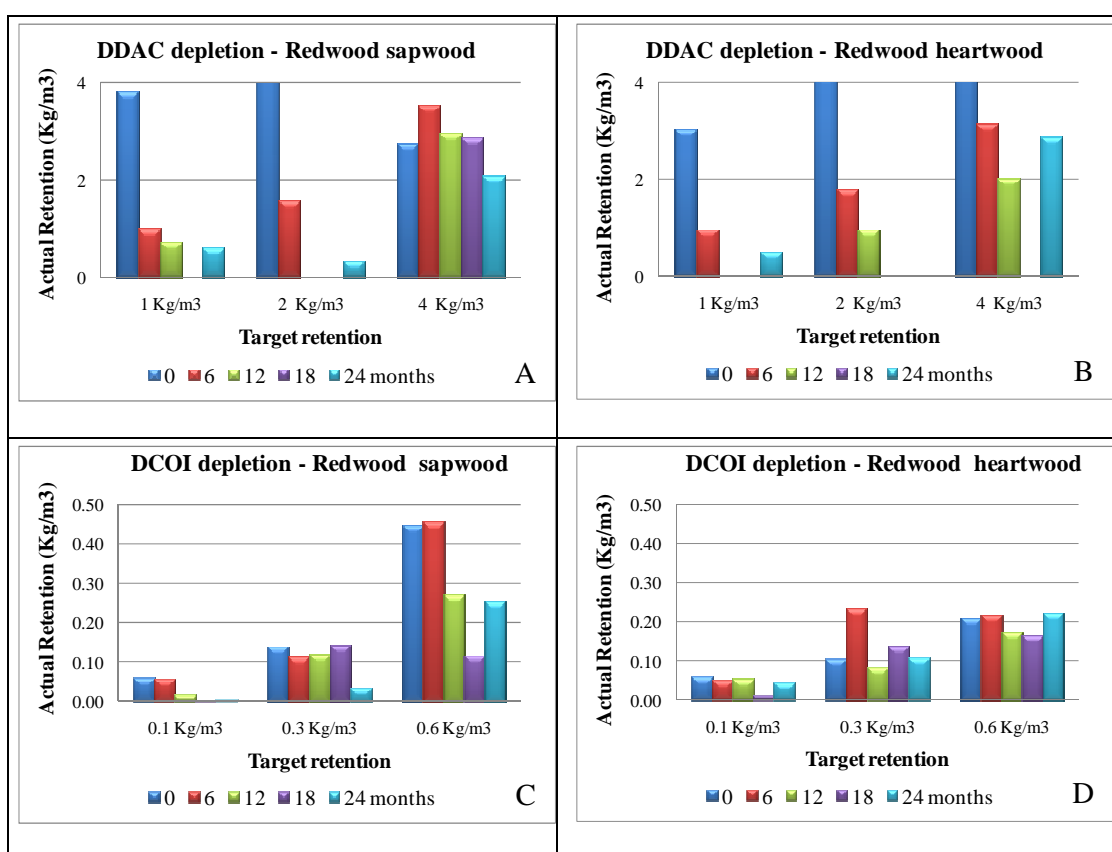 DDAC depletion - Redwood sapwood
Actual Retention (Kg/m3)
4
2
0
1 Kg/m3 2 Kg/m3 4 Kg/m3
Target retention
0 6 12 18 24 months
A
DDAC depletion - Redwood heartwood
Actual Retention (Kg/m3)
4
2
0
1 Kg/m3 2 Kg/m3 4 Kg/m3
Target retention
0 6 12 18 24 months
B
DCOI depletion - Redwood sapwood
Actual Retention (Kg/m3)
0.50
0.40
0.30
0.20
0.10
0.00
0.1 Kg/m3 0.3 Kg/m3 0.6 Kg/m3
Target retention
0 6 12 18 24 months
C
DCOI depletion - Redwood heartwood
Actual Retention (Kg/m3)
0.50
0.40
0.30
0.20
0.10
0.00
0.1 Kg/m3 0.3 Kg/m3 0.6 Kg/m3
Target retention
0 6 12 18 24 months
D